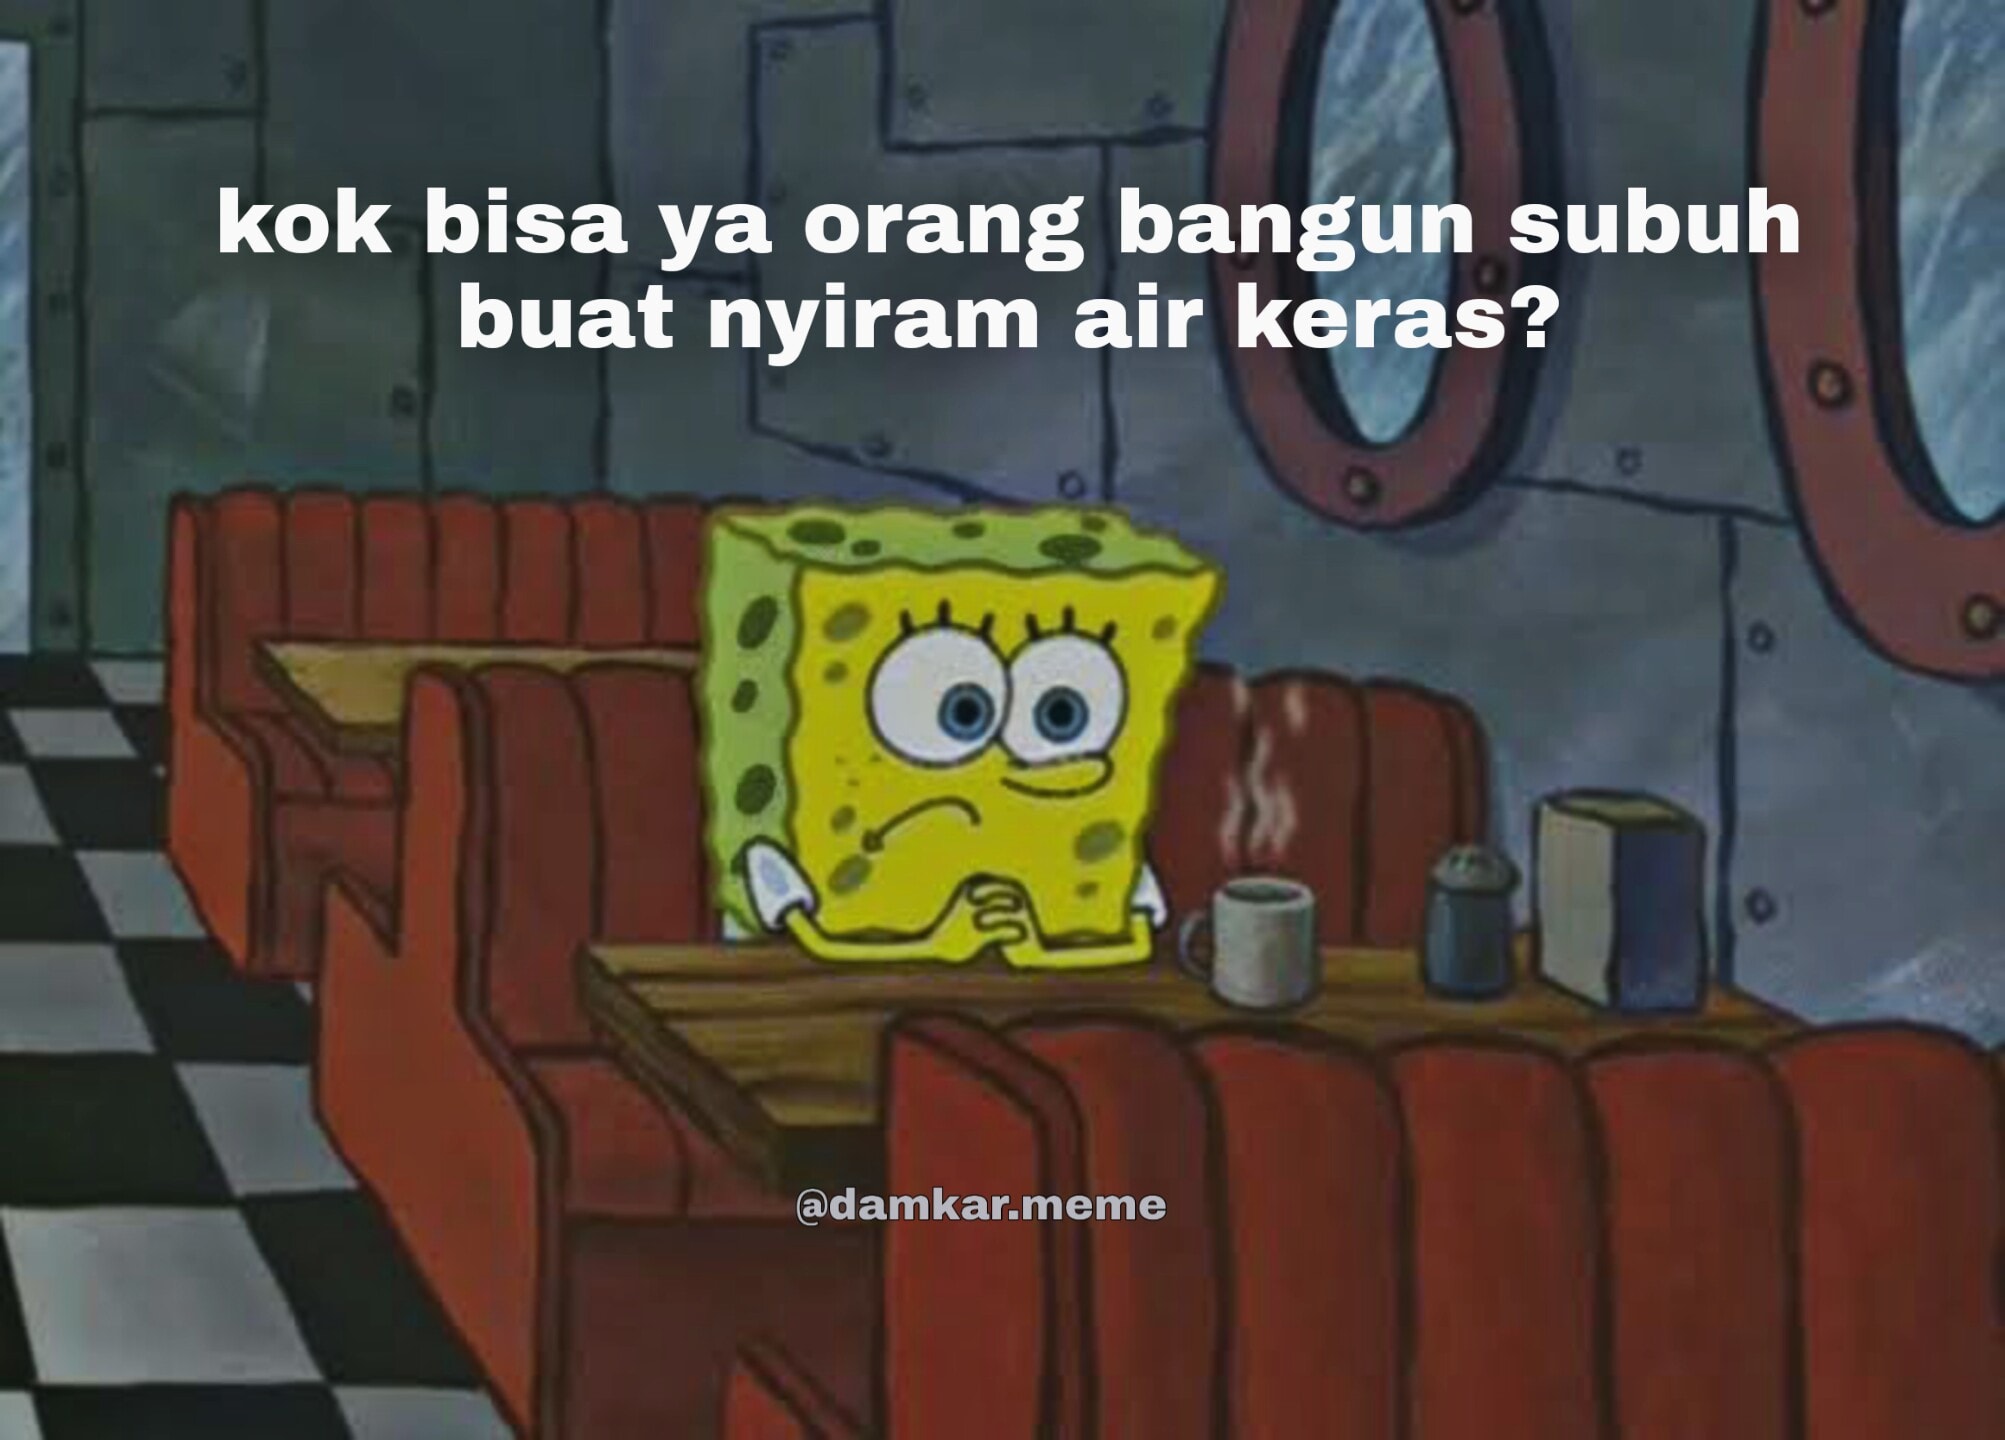 kok bisa ya orang bangun subuh
buat nyiram air keras?
@damkar.meme